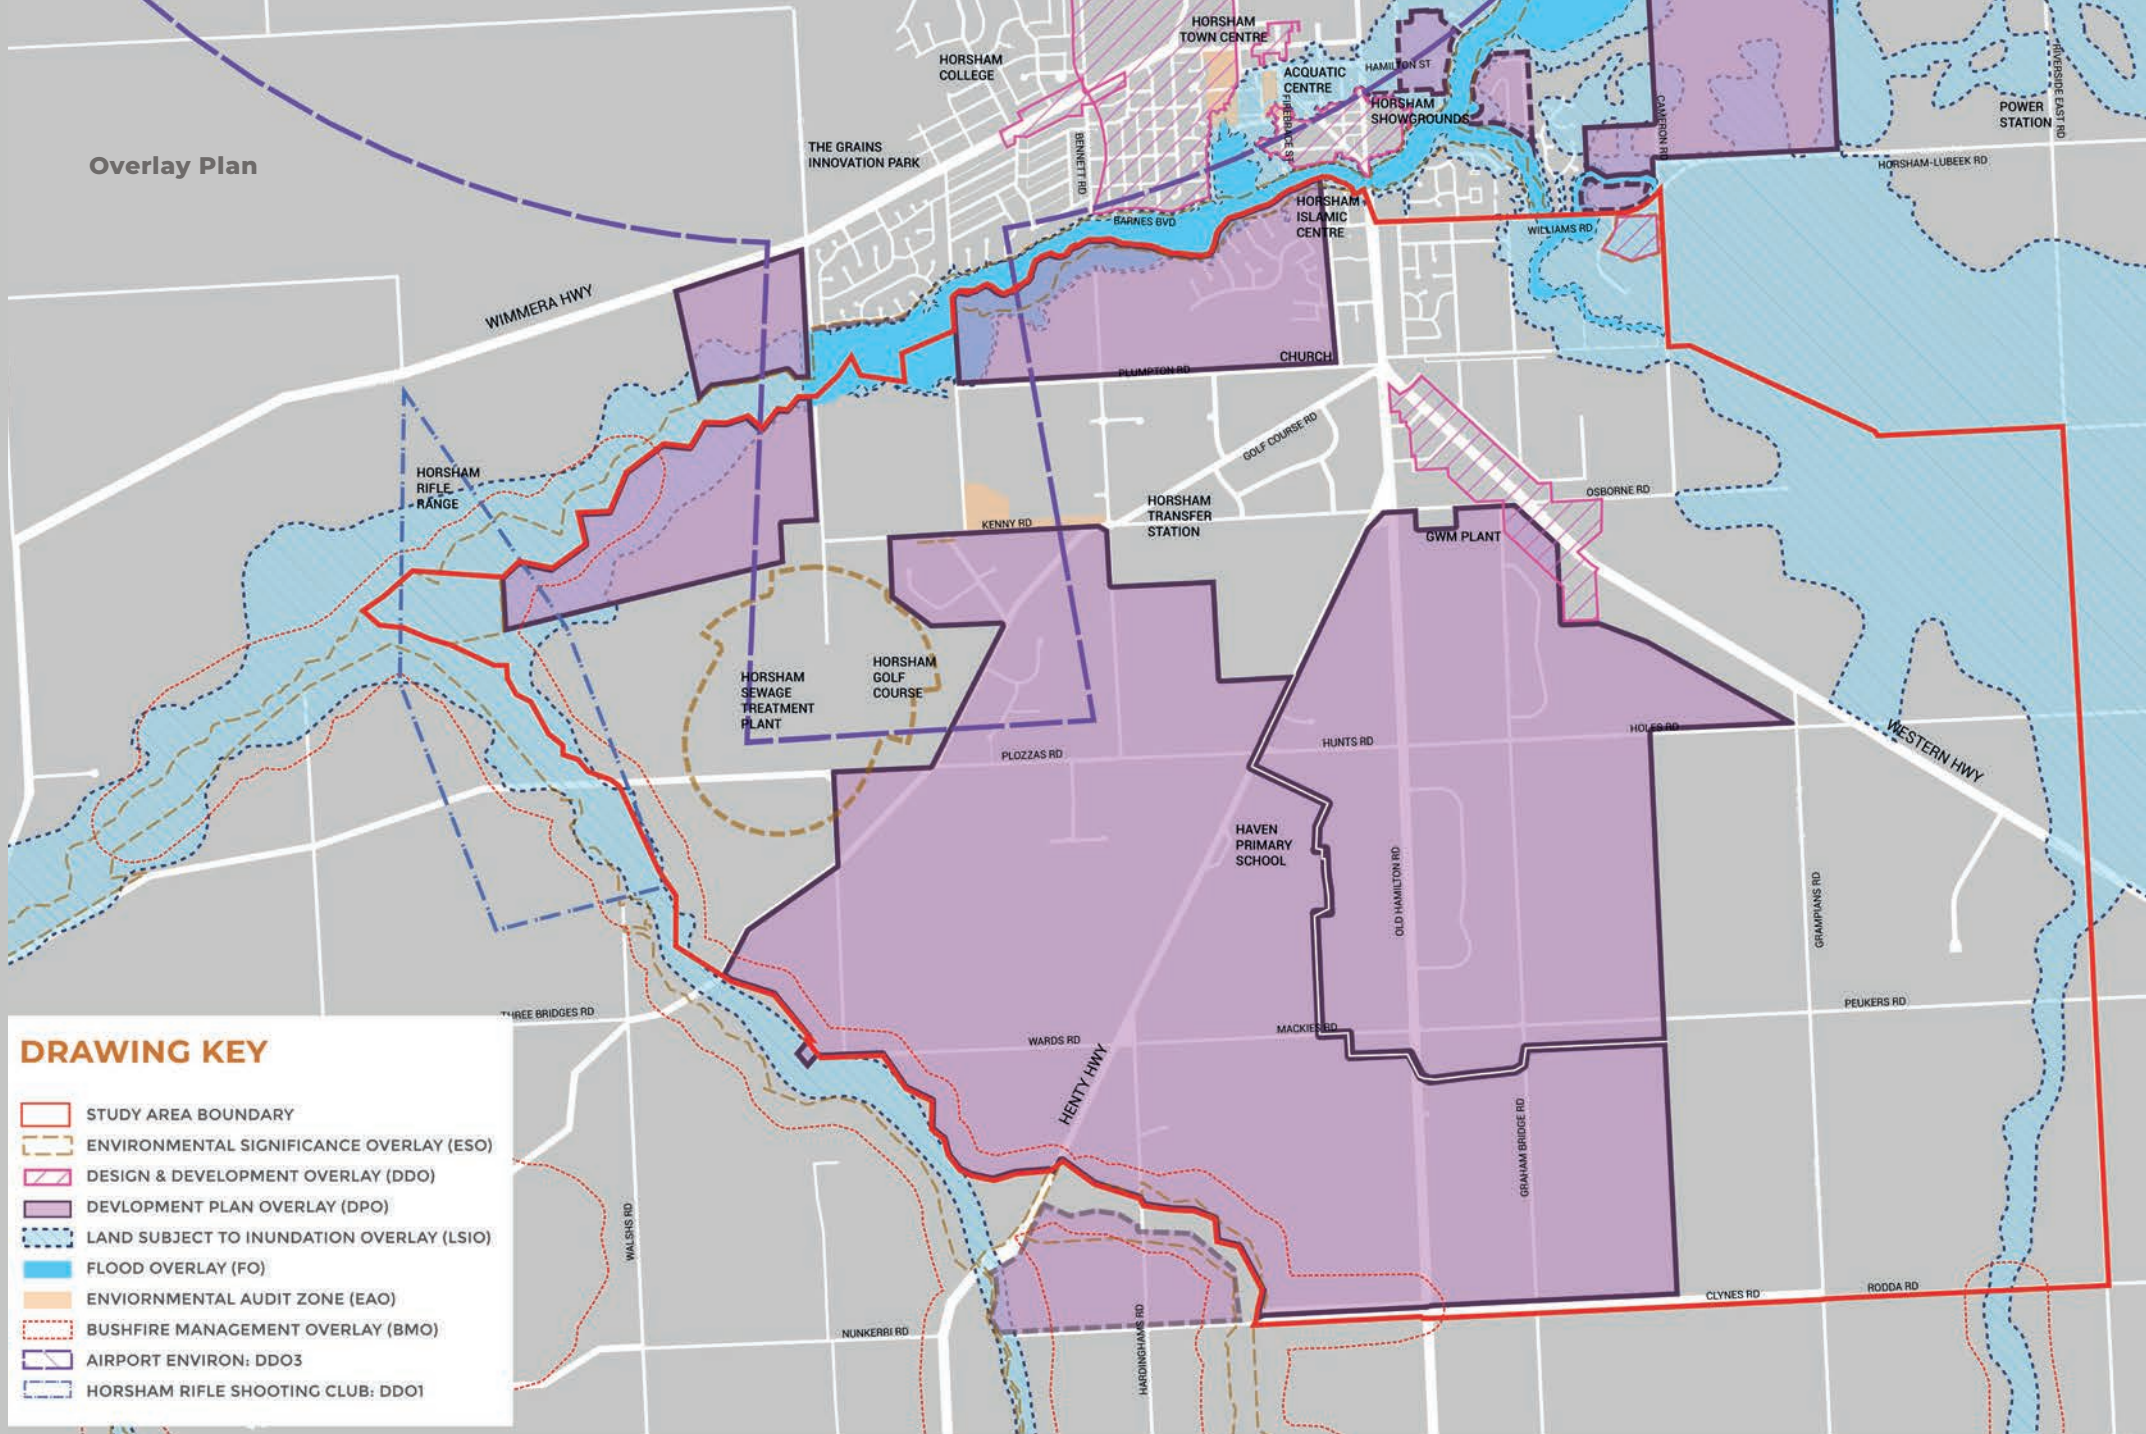 Overlay Plan
HORSHAM
TOWN CENTRE
HORSHAM
COLLEGE
ACQUATIC
CENTRE
HAMILTON ST
FIREBRACE ST
HORSHAM
SHOWGROUNDS
CAMERON RD
POWER
STATION
RIVERSIDE EAST RD
HORSHAM-LUBEEK RD
THE GRAINS
INNOVATION PARK
BENNETT RD
BARNES BVD
HORSHAM
ISLAMIC
CENTRE
WILLIAMS RD
WIMMERA HWY
CHURCH
PLUMPTON RD
GOLF COURSE RD
HORSHAM
RIFLE
RANGE
HORSHAM
TRANSFER
STATION
OSBORNE RD
KENNY RD
GWM PLANT
HORSHAM
SEWAGE
TREATMENT
PLANT
HORSHAM
GOLF
COURSE
PLOZZAS RD
HUNTS RD
HOLES RD
WESTERN HWY
HAVEN
PRIMARY
SCHOOL
OLD HAMILTON RD
GRAMPIANS RD
THREE BRIDGES RD
WARDS RD
MACKIES RD
PEUKERS RD
HENTY HWY
GRAHAM BRIDGE RD
WALSHS RD
NUNKERRI RD
HARDINGHAMS RD
CLYNES RD
RODDA RD
DRAWING KEY
STUDY AREA BOUNDARY
ENVIRONMENTAL SIGNIFICANCE OVERLAY (ESO)
DESIGN & DEVELOPMENT OVERLAY (DDO)
DEVLOPMENT PLAN OVERLAY (DPO)
LAND SUBJECT TO INUNDATION OVERLAY (LSIO)
FLOOD OVERLAY (FO)
ENVIORNMENTAL AUDIT ZONE (EAO)
BUSHFIRE MANAGEMENT OVERLAY (BMO)
AIRPORT ENVIRON: DDO3
HORSHAM RIFLE SHOOTING CLUB: DDO1